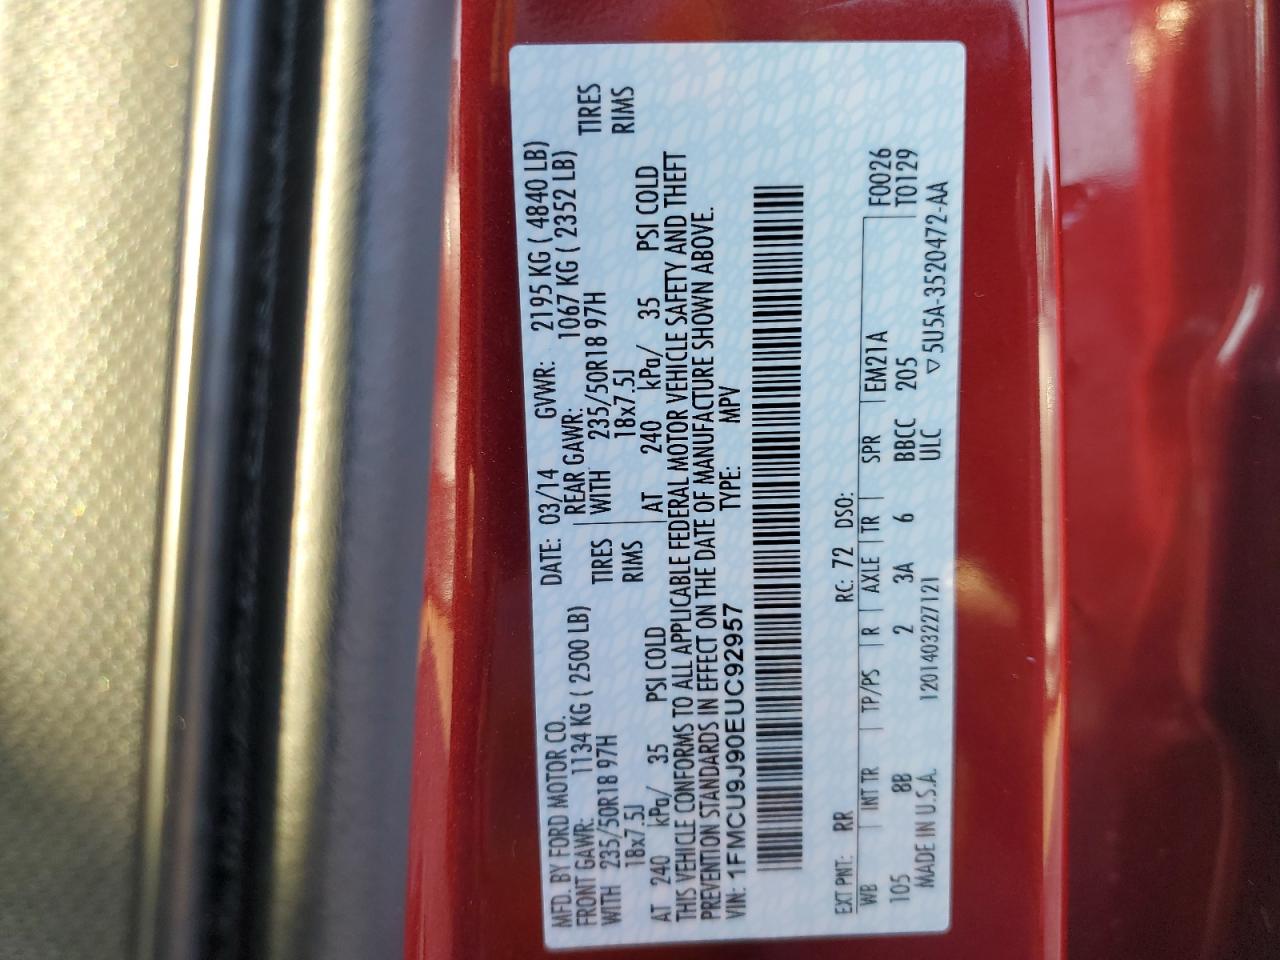 MFD. BY FORD MOTOR CO.
DATE: 03/14 GVWR: 2195 KG ( 4840 LB)
FRONT GAWR: 1134 KG ( 2500 LB) REAR GAWR: 1067 KG ( 2352 LB)
WITH 235/50R18 97H TIRES WITH 235/50R18 97H TIRES
18x7.5J RIMS 18x7.5J RIMS
AT 240 kPa/ 35 PSI COLD AT 240 kPa/ 35 PSI COLD
THIS VEHICLE CONFORMS TO ALL APPLICABLE FEDERAL MOTOR VEHICLE SAFETY AND THEFT
PREVENTION STANDARDS IN EFFECT ON THE DATE OF MANUFACTURE SHOWN ABOVE.
VIN: 1FMCU9J90EUC92957 TYPE: MPV
EXT PNT: RR RC: 72 DSO:
WB INT TR TP/PS R AXLE TR SPR EM21A F0026
105 8B 2 3A 6 BBCC 205 T0129
MADE IN U.S.A. 12014032277121 ULC ▽5U5A-3520472-AA